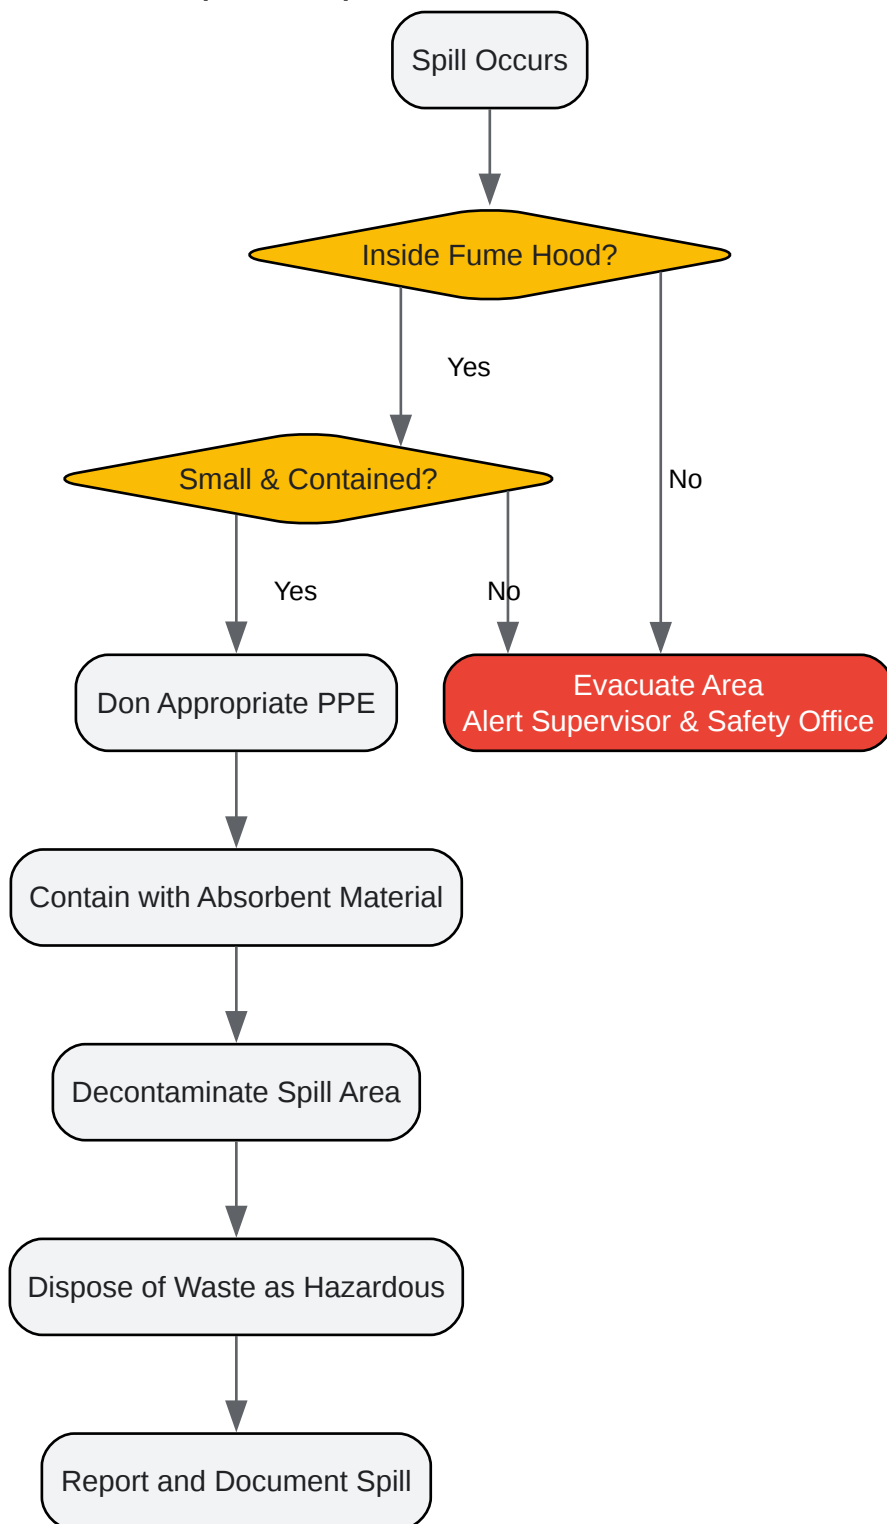 Spill Occurs
Inside Fume Hood?
Yes
Small & Contained?
No
Yes
No
Don Appropriate PPE
Evacuate Area
Alert Supervisor & Safety Office
Contain with Absorbent Material
Decontaminate Spill Area
Dispose of Waste as Hazardous
Report and Document Spill